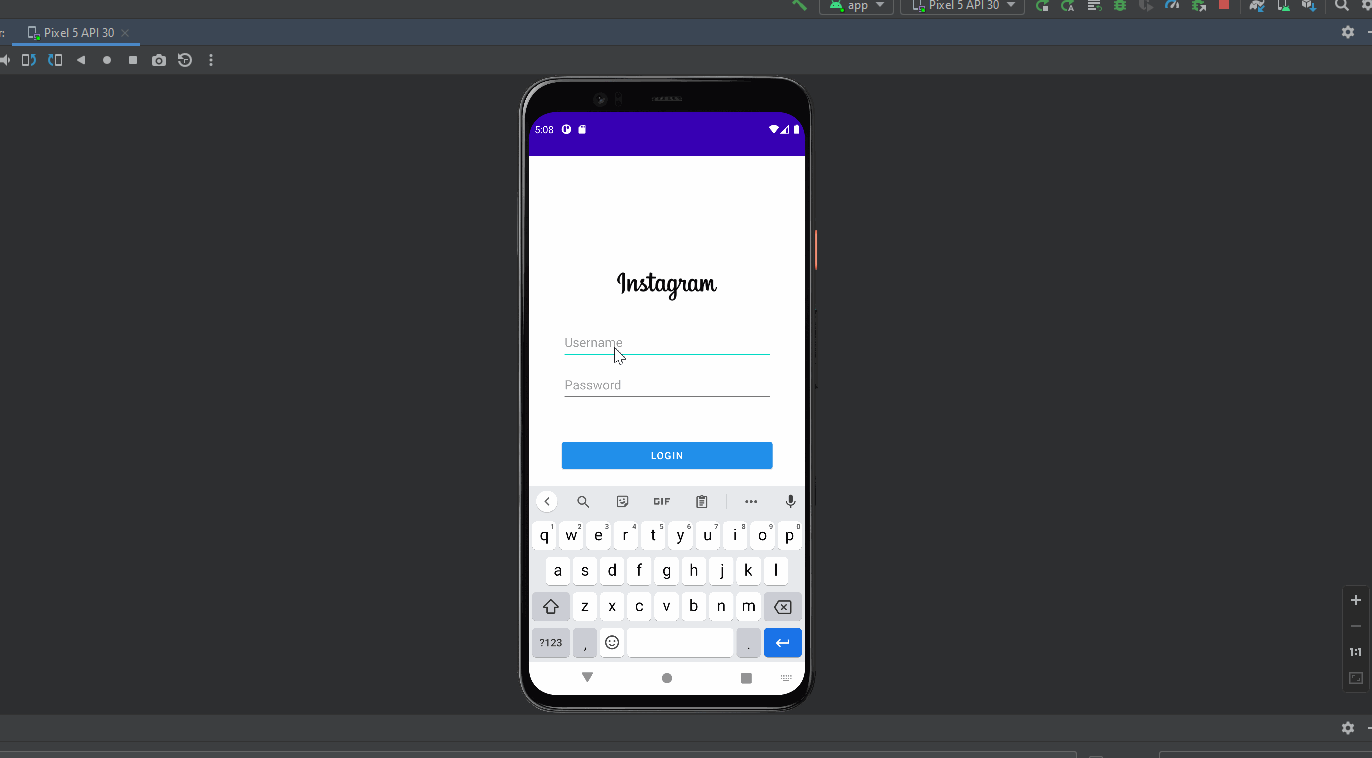 app Pixel 5 API 30
r: Pixel 5 API 30
5:08
Instagram
Username
Password
LOGIN
GIF
q1 w2 e3 r4 t5 y6 u7 i8 o9 p0
a s d f g h j k l
z x c v b n m
?123 , .
1:1